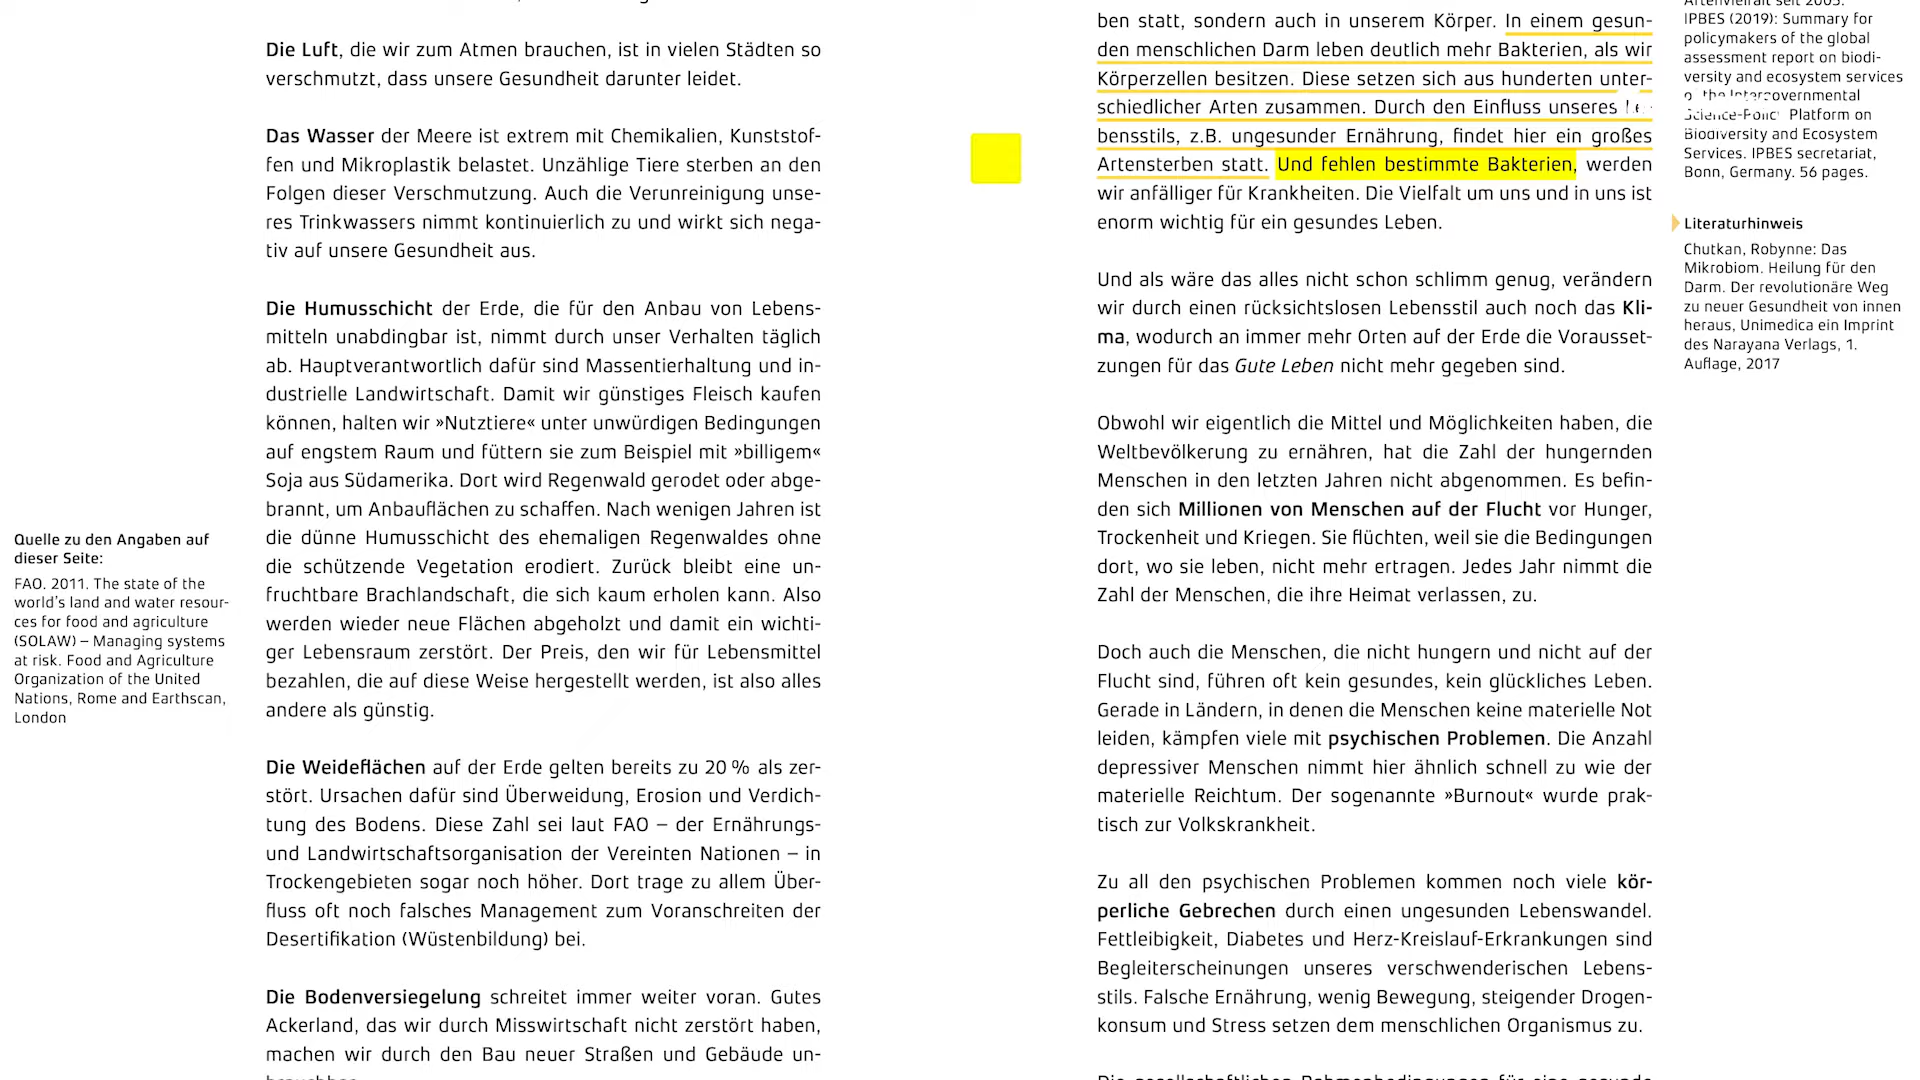 Die Luft, die wir zum Atmen brauchen, ist in vielen Städten so
verschmutzt, dass unsere Gesundheit darunter leidet.
Das Wasser der Meere ist extrem mit Chemikalien, Kunststof-
fen und Mikroplastik belastet. Unzählige Tiere sterben an den
Folgen dieser Verschmutzung. Auch die Verunreinigung unse-
res Trinkwassers nimmt kontinuierlich zu und wirkt sich nega-
tiv auf unsere Gesundheit aus.
Die Humusschicht der Erde, die für den Anbau von Lebens-
mitteln unabdingbar ist, nimmt durch unser Verhalten täglich
ab. Hauptverantwortlich dafür sind Massentierhaltung und in-
dustrielle Landwirtschaft. Damit wir günstiges Fleisch kaufen
können, halten wir »Nutztiere« unter unwürdigen Bedingungen
auf engstem Raum und füttern sie zum Beispiel mit »billigem«
Soja aus Südamerika. Dort wird Regenwald gerodet oder abge-
brannt, um Anbauflächen zu schaffen. Nach wenigen Jahren ist
die dünne Humusschicht des ehemaligen Regenwaldes ohne
die schützende Vegetation erodiert. Zurück bleibt eine un-
fruchtbare Brachlandschaft, die sich kaum erholen kann. Also
werden wieder neue Flächen abgeholzt und damit ein wichti-
ger Lebensraum zerstört. Der Preis, den wir für Lebensmittel
bezahlen, die auf diese Weise hergestellt werden, ist also alles
andere als günstig.
Quelle zu den Angaben auf
dieser Seite:
FAO. 2011. The state of the
world's land and water resour-
ces for food and agriculture
(SOLAW) – Managing systems
at risk. Food and Agriculture
Organization of the United
Nations, Rome and Earthscan,
London
Die Weideflächen auf der Erde gelten bereits zu 20 % als zer-
stört. Ursachen dafür sind Überweidung, Erosion und Verdich-
tung des Bodens. Diese Zahl sei laut FAO – der Ernährungs-
und Landwirtschaftsorganisation der Vereinten Nationen – in
Trockengebieten sogar noch höher. Dort trage zu allem Über-
fluss oft noch falsches Management zum Voranschreiten der
Desertifikation (Wüstenbildung) bei.
Die Bodenversiegelung schreitet immer weiter voran. Gutes
Ackerland, das wir durch Misswirtschaft nicht zerstört haben,
machen wir durch den Bau neuer Straßen und Gebäude un-
ben statt, sondern auch in unserem Körper. In einem gesun-
den menschlichen Darm leben deutlich mehr Bakterien, als wir
Körperzellen besitzen. Diese setzen sich aus hunderten unter-
schiedlicher Arten zusammen. Durch den Einfluss unseres Le-
bensstils, z.B. ungesunder Ernährung, findet hier ein großes
Artensterben statt. Und fehlen bestimmte Bakterien, werden
wir anfälliger für Krankheiten. Die Vielfalt um uns und in uns ist
enorm wichtig für ein gesundes Leben.
Und als wäre das alles nicht schon schlimm genug, verändern
wir durch einen rücksichtslosen Lebensstil auch noch das Kli-
ma, wodurch an immer mehr Orten auf der Erde die Vorausset-
zungen für das Gute Leben nicht mehr gegeben sind.
Obwohl wir eigentlich die Mittel und Möglichkeiten haben, die
Weltbevölkerung zu ernähren, hat die Zahl der hungernden
Menschen in den letzten Jahren nicht abgenommen. Es befin-
den sich Millionen von Menschen auf der Flucht vor Hunger,
Trockenheit und Kriegen. Sie flüchten, weil sie die Bedingungen
dort, wo sie leben, nicht mehr ertragen. Jedes Jahr nimmt die
Zahl der Menschen, die ihre Heimat verlassen, zu.
Doch auch die Menschen, die nicht hungern und nicht auf der
Flucht sind, führen oft kein gesundes, kein glückliches Leben.
Gerade in Ländern, in denen die Menschen keine materielle Not
leiden, kämpfen viele mit psychischen Problemen. Die Anzahl
depressiver Menschen nimmt hier ähnlich schnell zu wie der
materielle Reichtum. Der sogenannte »Burnout« wurde prak-
tisch zur Volkskrankheit.
Zu all den psychischen Problemen kommen noch viele kör-
perliche Gebrechen durch einen ungesunden Lebenswandel.
Fettleibigkeit, Diabetes und Herz-Kreislauf-Erkrankungen sind
Begleiterscheinungen unseres verschwenderischen Lebens-
stils. Falsche Ernährung, wenig Bewegung, steigender Drogen-
konsum und Stress setzen dem menschlichen Organismus zu.
Die gesellschaftlichen Rahmenbedingungen für eine gesunde
Artenvielfalt seit 2005:
IPBES (2019): Summary for
policymakers of the global
assessment report on biodi-
versity and ecosystem services
of the Intergovernmental
Science-Policy Platform on
Biodiversity and Ecosystem
Services. IPBES secretariat,
Bonn, Germany. 56 pages.
Literaturhinweis
Chutkan, Robynne: Das
Mikrobiom. Heilung für den
Darm. Der revolutionäre Weg
zu neuer Gesundheit von innen
heraus, Unimedica ein Imprint
des Narayana Verlags, 1.
Auflage, 2017